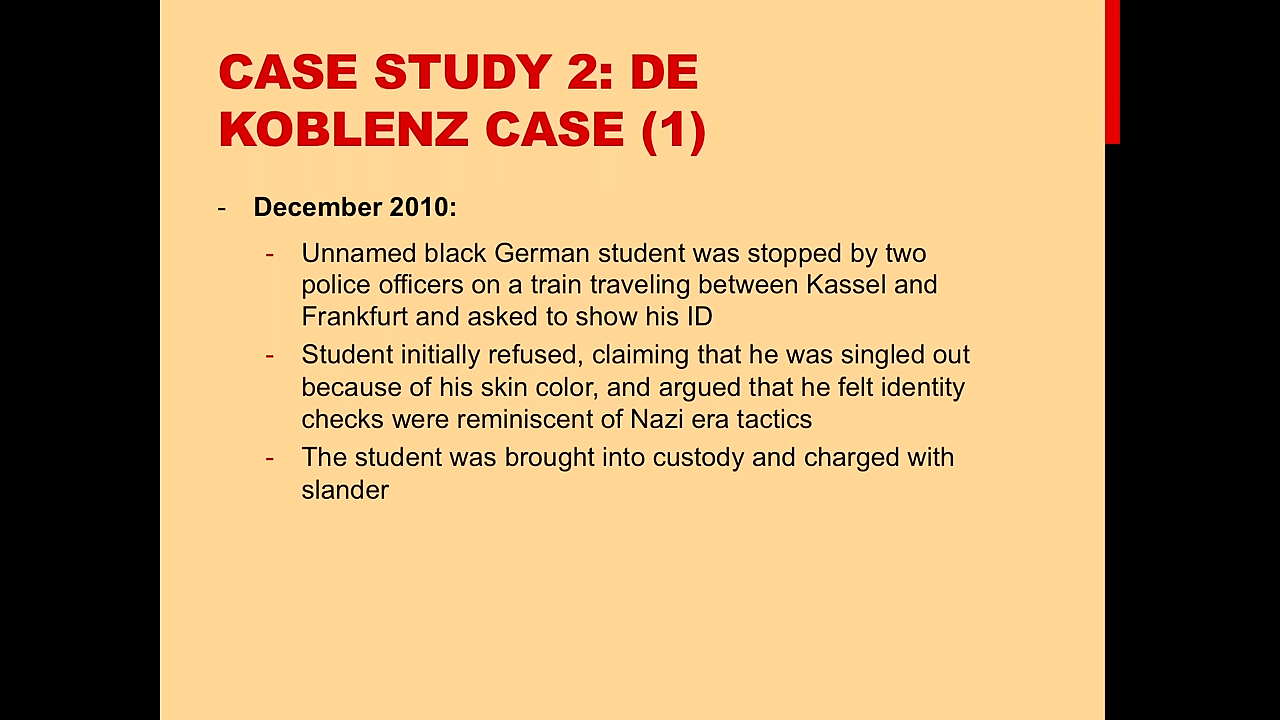 CASE STUDY 2: DE
KOBLENZ CASE (1)
- December 2010:
- Unnamed black German student was stopped by two
police officers on a train traveling between Kassel and
Frankfurt and asked to show his ID
- Student initially refused, claiming that he was singled out
because of his skin color, and argued that he felt identity
checks were reminiscent of Nazi era tactics
- The student was brought into custody and charged with
slander